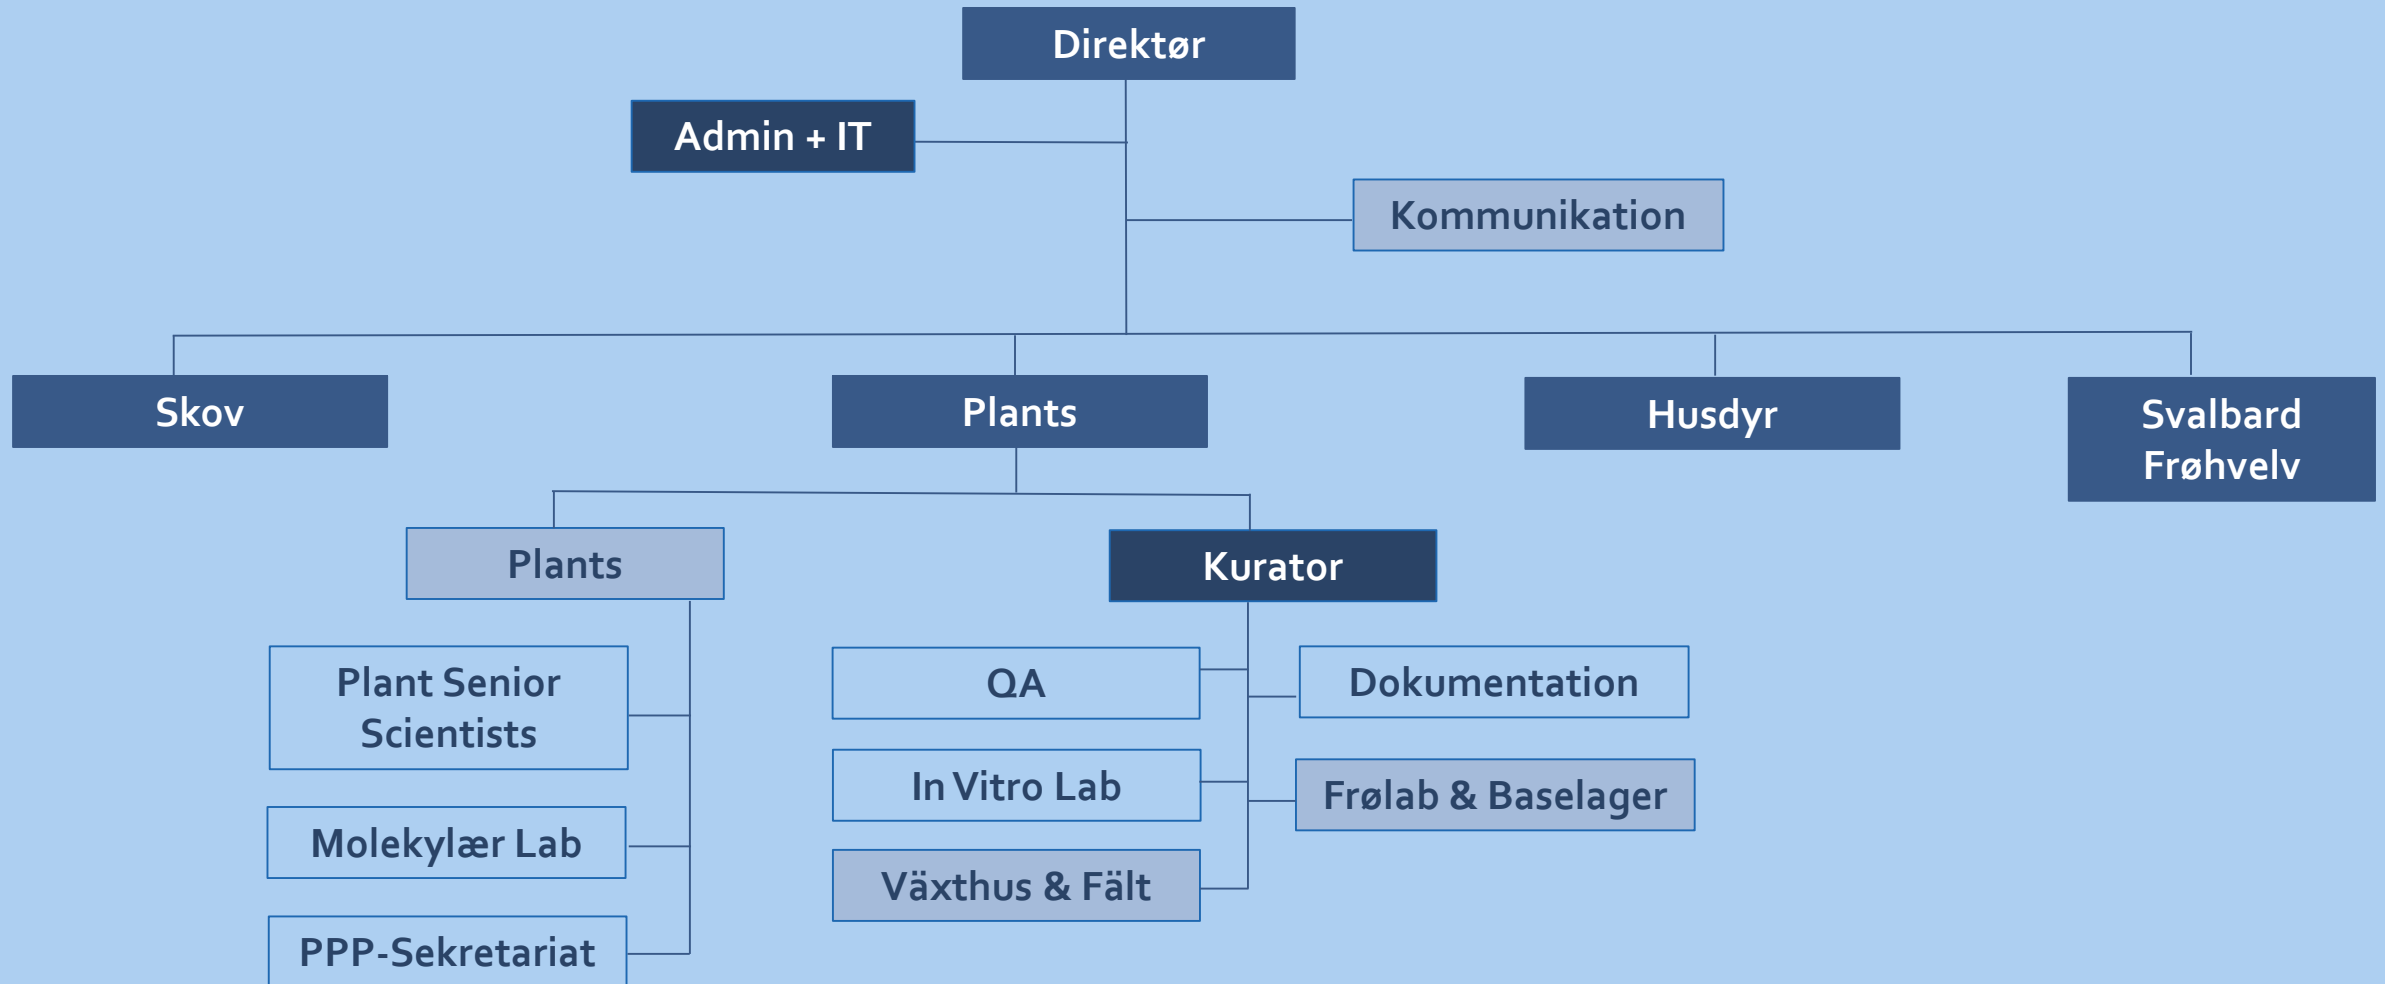 Direktør
Admin + IT
Kommunikation
Skov
Plants
Husdyr
Svalbard
Frøhvelv
Plants
Kurator
Plant Senior
Scientists
QA
Dokumentation
In Vitro Lab
Frølab & Baselager
Molekylær Lab
Växthus & Fält
PPP-Sekretariat